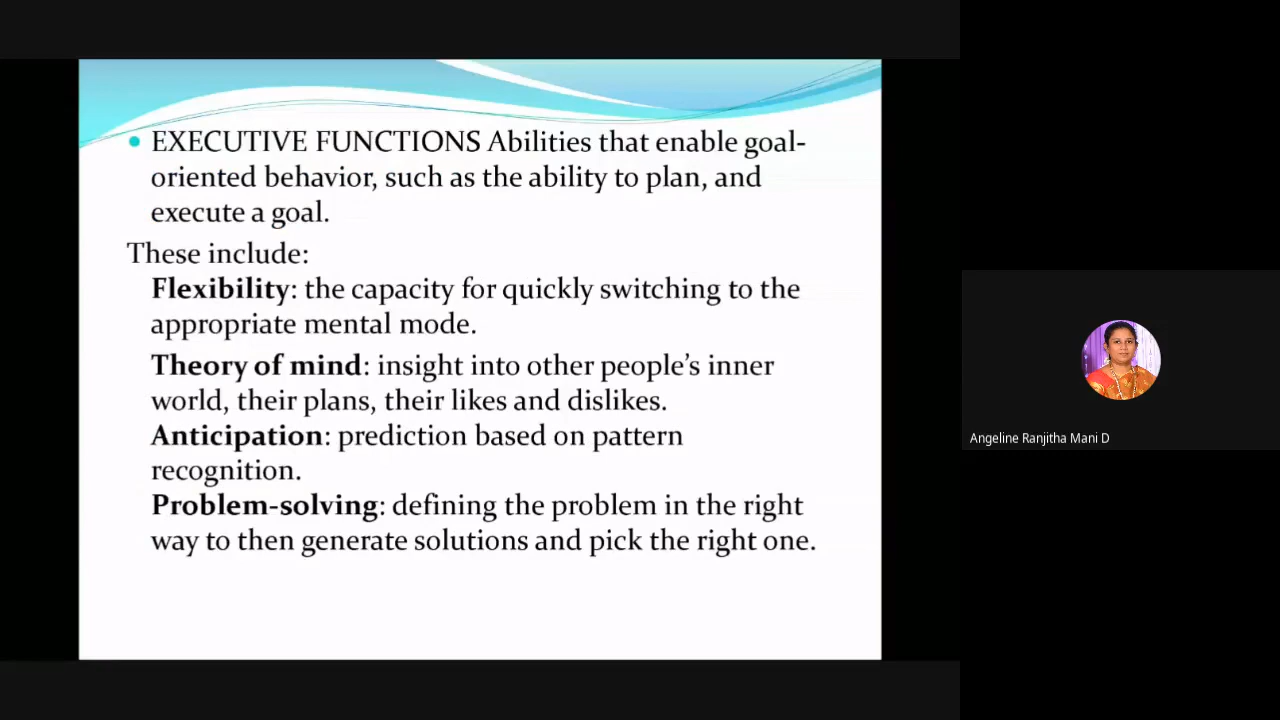 EXECUTIVE FUNCTIONS Abilities that enable goal-
oriented behavior, such as the ability to plan, and
execute a goal.
These include:
Flexibility: the capacity for quickly switching to the
appropriate mental mode.
Theory of mind: insight into other people’s inner
world, their plans, their likes and dislikes.
Anticipation: prediction based on pattern
recognition.
Problem-solving: defining the problem in the right
way to then generate solutions and pick the right one.
Angeline Ranjitha Mani D